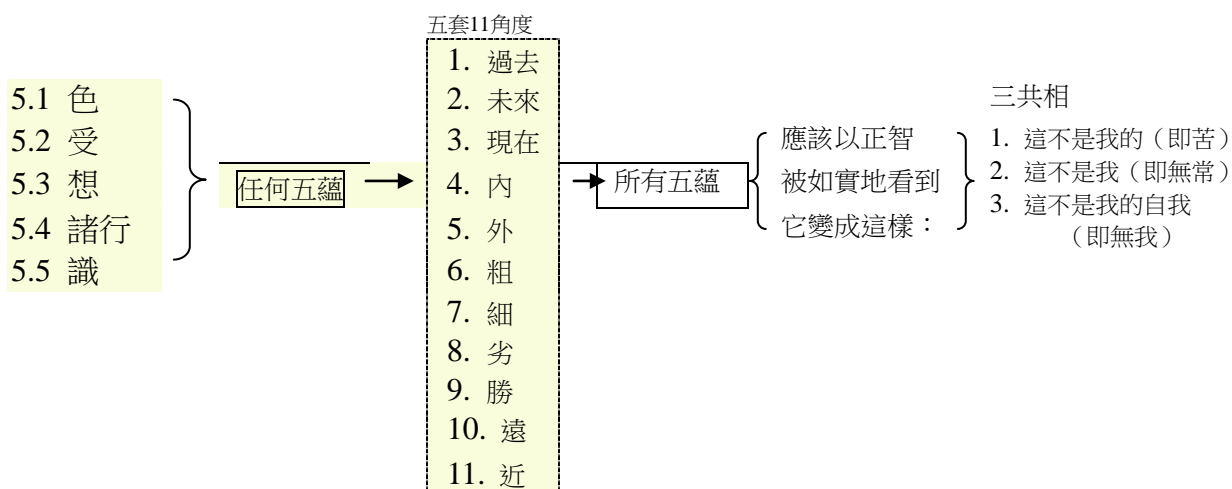 5.1 色
5.2 受
5.3 想
5.4 諸行
5.5 識
任何五蘊
五套11角度
1. 過去
2. 未來
3. 現在
4. 內
5. 外
6. 粗
7. 細
8. 劣
9. 勝
10. 遠
11. 近
所有五蘊
應該以正智
被如實地看到
它變成這樣：
三共相
1. 這不是我的（即苦）
2. 這不是我（即無常）
3. 這不是我的自我
（即無我）